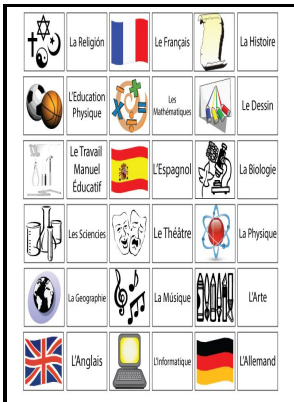 La Religión
Le Français
La Histoire
L'Education
Physique
Les
Mathématiques
Le Dessin
Le Travail
Manuel
Éducatif
L'Espagnol
La Biologie
Les Sciencies
Le Théâtre
La Physique
La Geographie
La Músique
L'Arte
L'Anglais
L'Informatique
L'Allemand